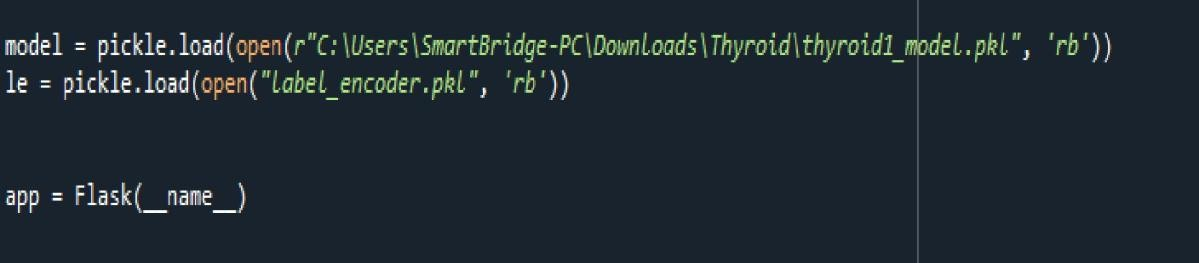 model = pickle.load(open(r"C:\Users\SmartBridge-PC\Downloads\Thyroid\thyroid1_model.pkl", 'rb'))
le = pickle.load(open("label_encoder.pkl", 'rb'))
app = Flask(__name__)